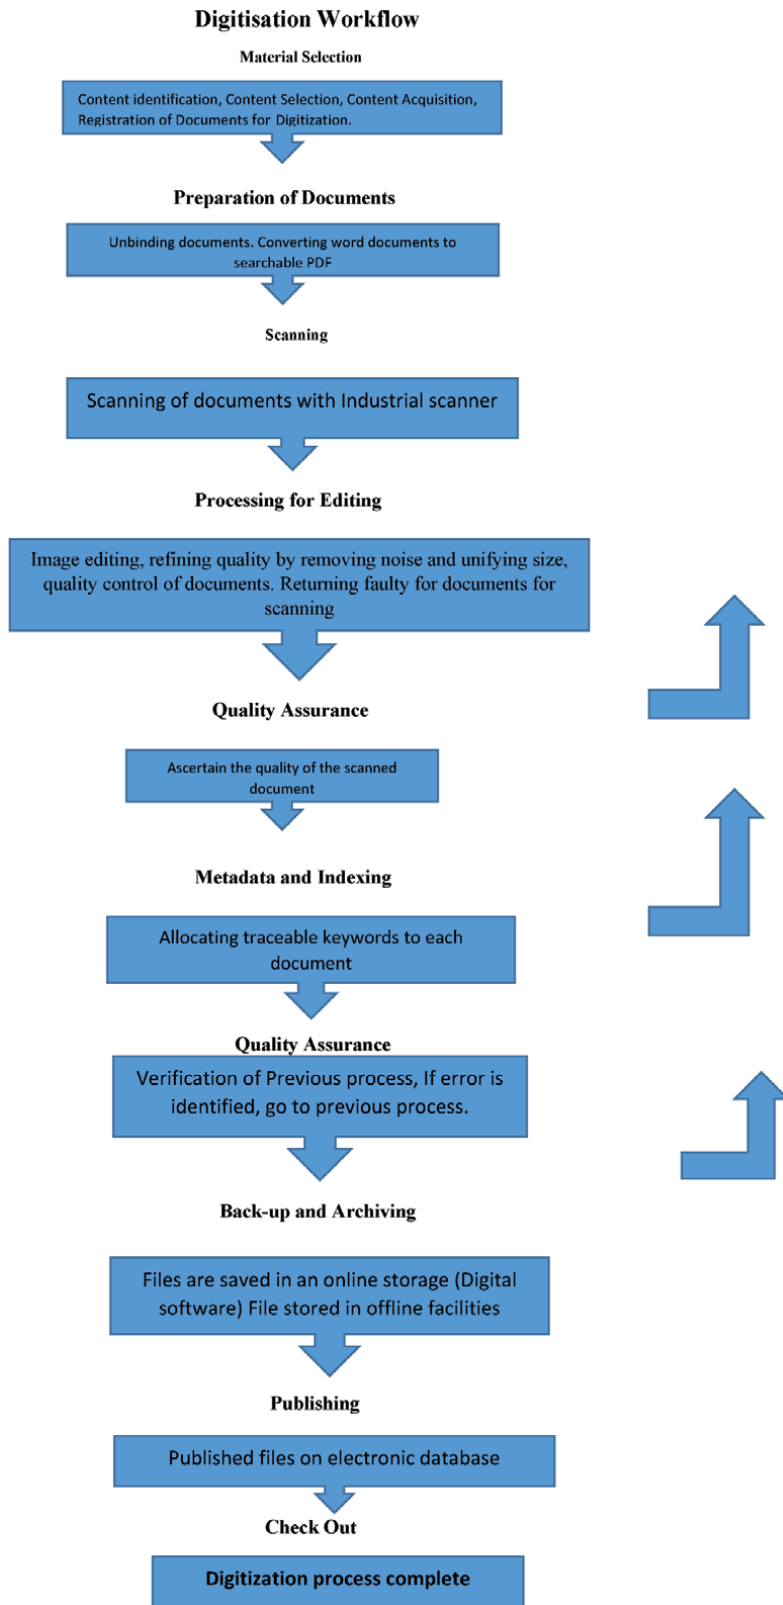 Digitisation Workflow
Material Selection
Content identification, Content Selection, Content Acquisition,
Registration of Documents for Digitization.
Preparation of Documents
Unbinding documents. Converting word documents to
searchable PDF
Scanning
Scanning of documents with Industrial scanner
Processing for Editing
Image editing, refining quality by removing noise and unifying size,
quality control of documents. Returning faulty for documents for
scanning
Quality Assurance
Ascertain the quality of the scanned
document
Metadata and Indexing
Allocating traceable keywords to each
document
Quality Assurance
Verification of Previous process, If error is
identified, go to previous process.
Back-up and Archiving
Files are saved in an online storage (Digital
software) File stored in offline facilities
Publishing
Published files on electronic database
Check Out
Digitization process complete